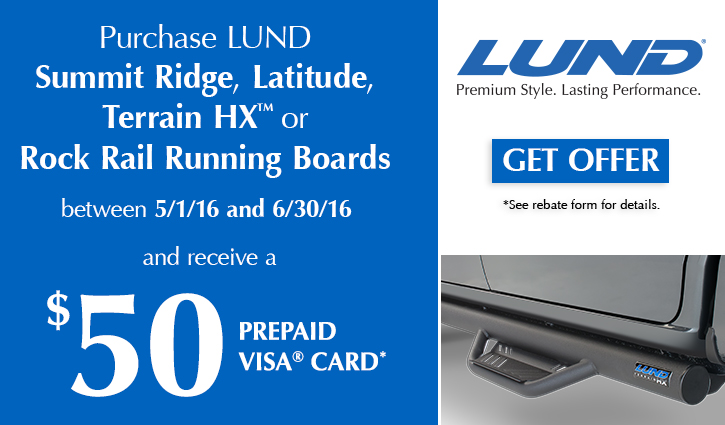 Purchase LUND
Summit Ridge, Latitude,
Terrain HX™ or
Rock Rail Running Boards
between 5/1/16 and 6/30/16
and receive a
$50 PREPAID
VISA® CARD*
LUND®
Premium Style. Lasting Performance.
GET OFFER
*See rebate form for details.
LUND
TERRAIN HX